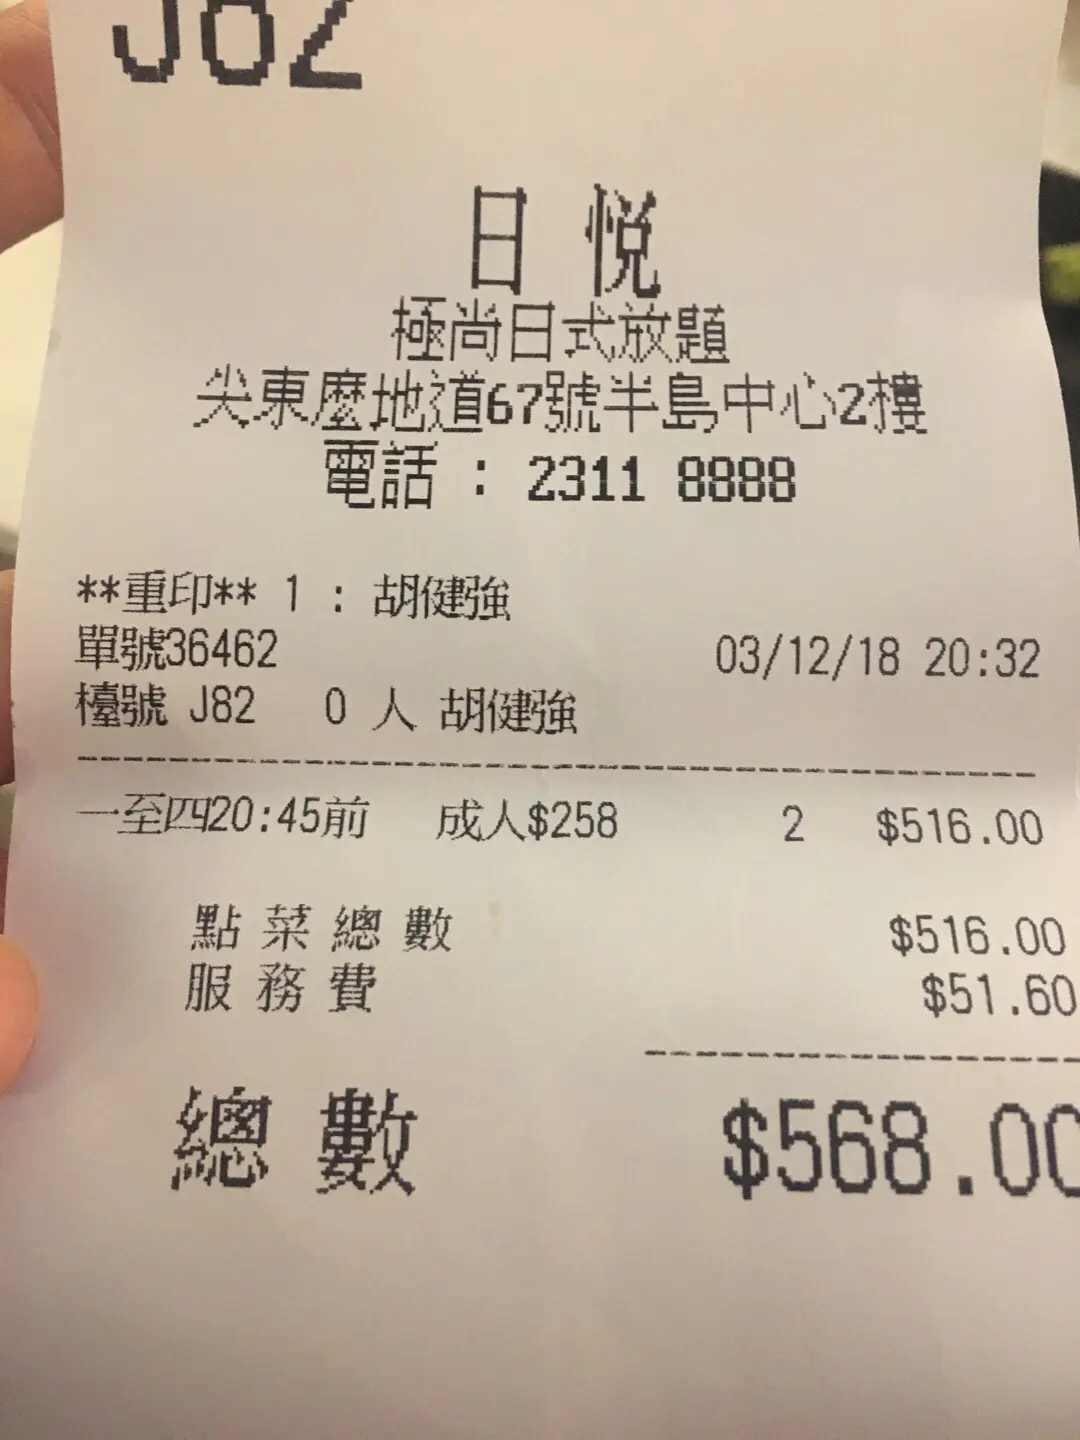 J82
日悅
極尚日式放題
尖東麼地道67號半島中心2樓
電話 : 2311 8888
**重印** 1 : 胡健強
單號36462 03/12/18 20:32
檯號 J82 0 人 胡健強
一至四20:45前 成人$258 2 $516.00
點菜總數 $516.00
服務費 $51.60
總數 $568.00